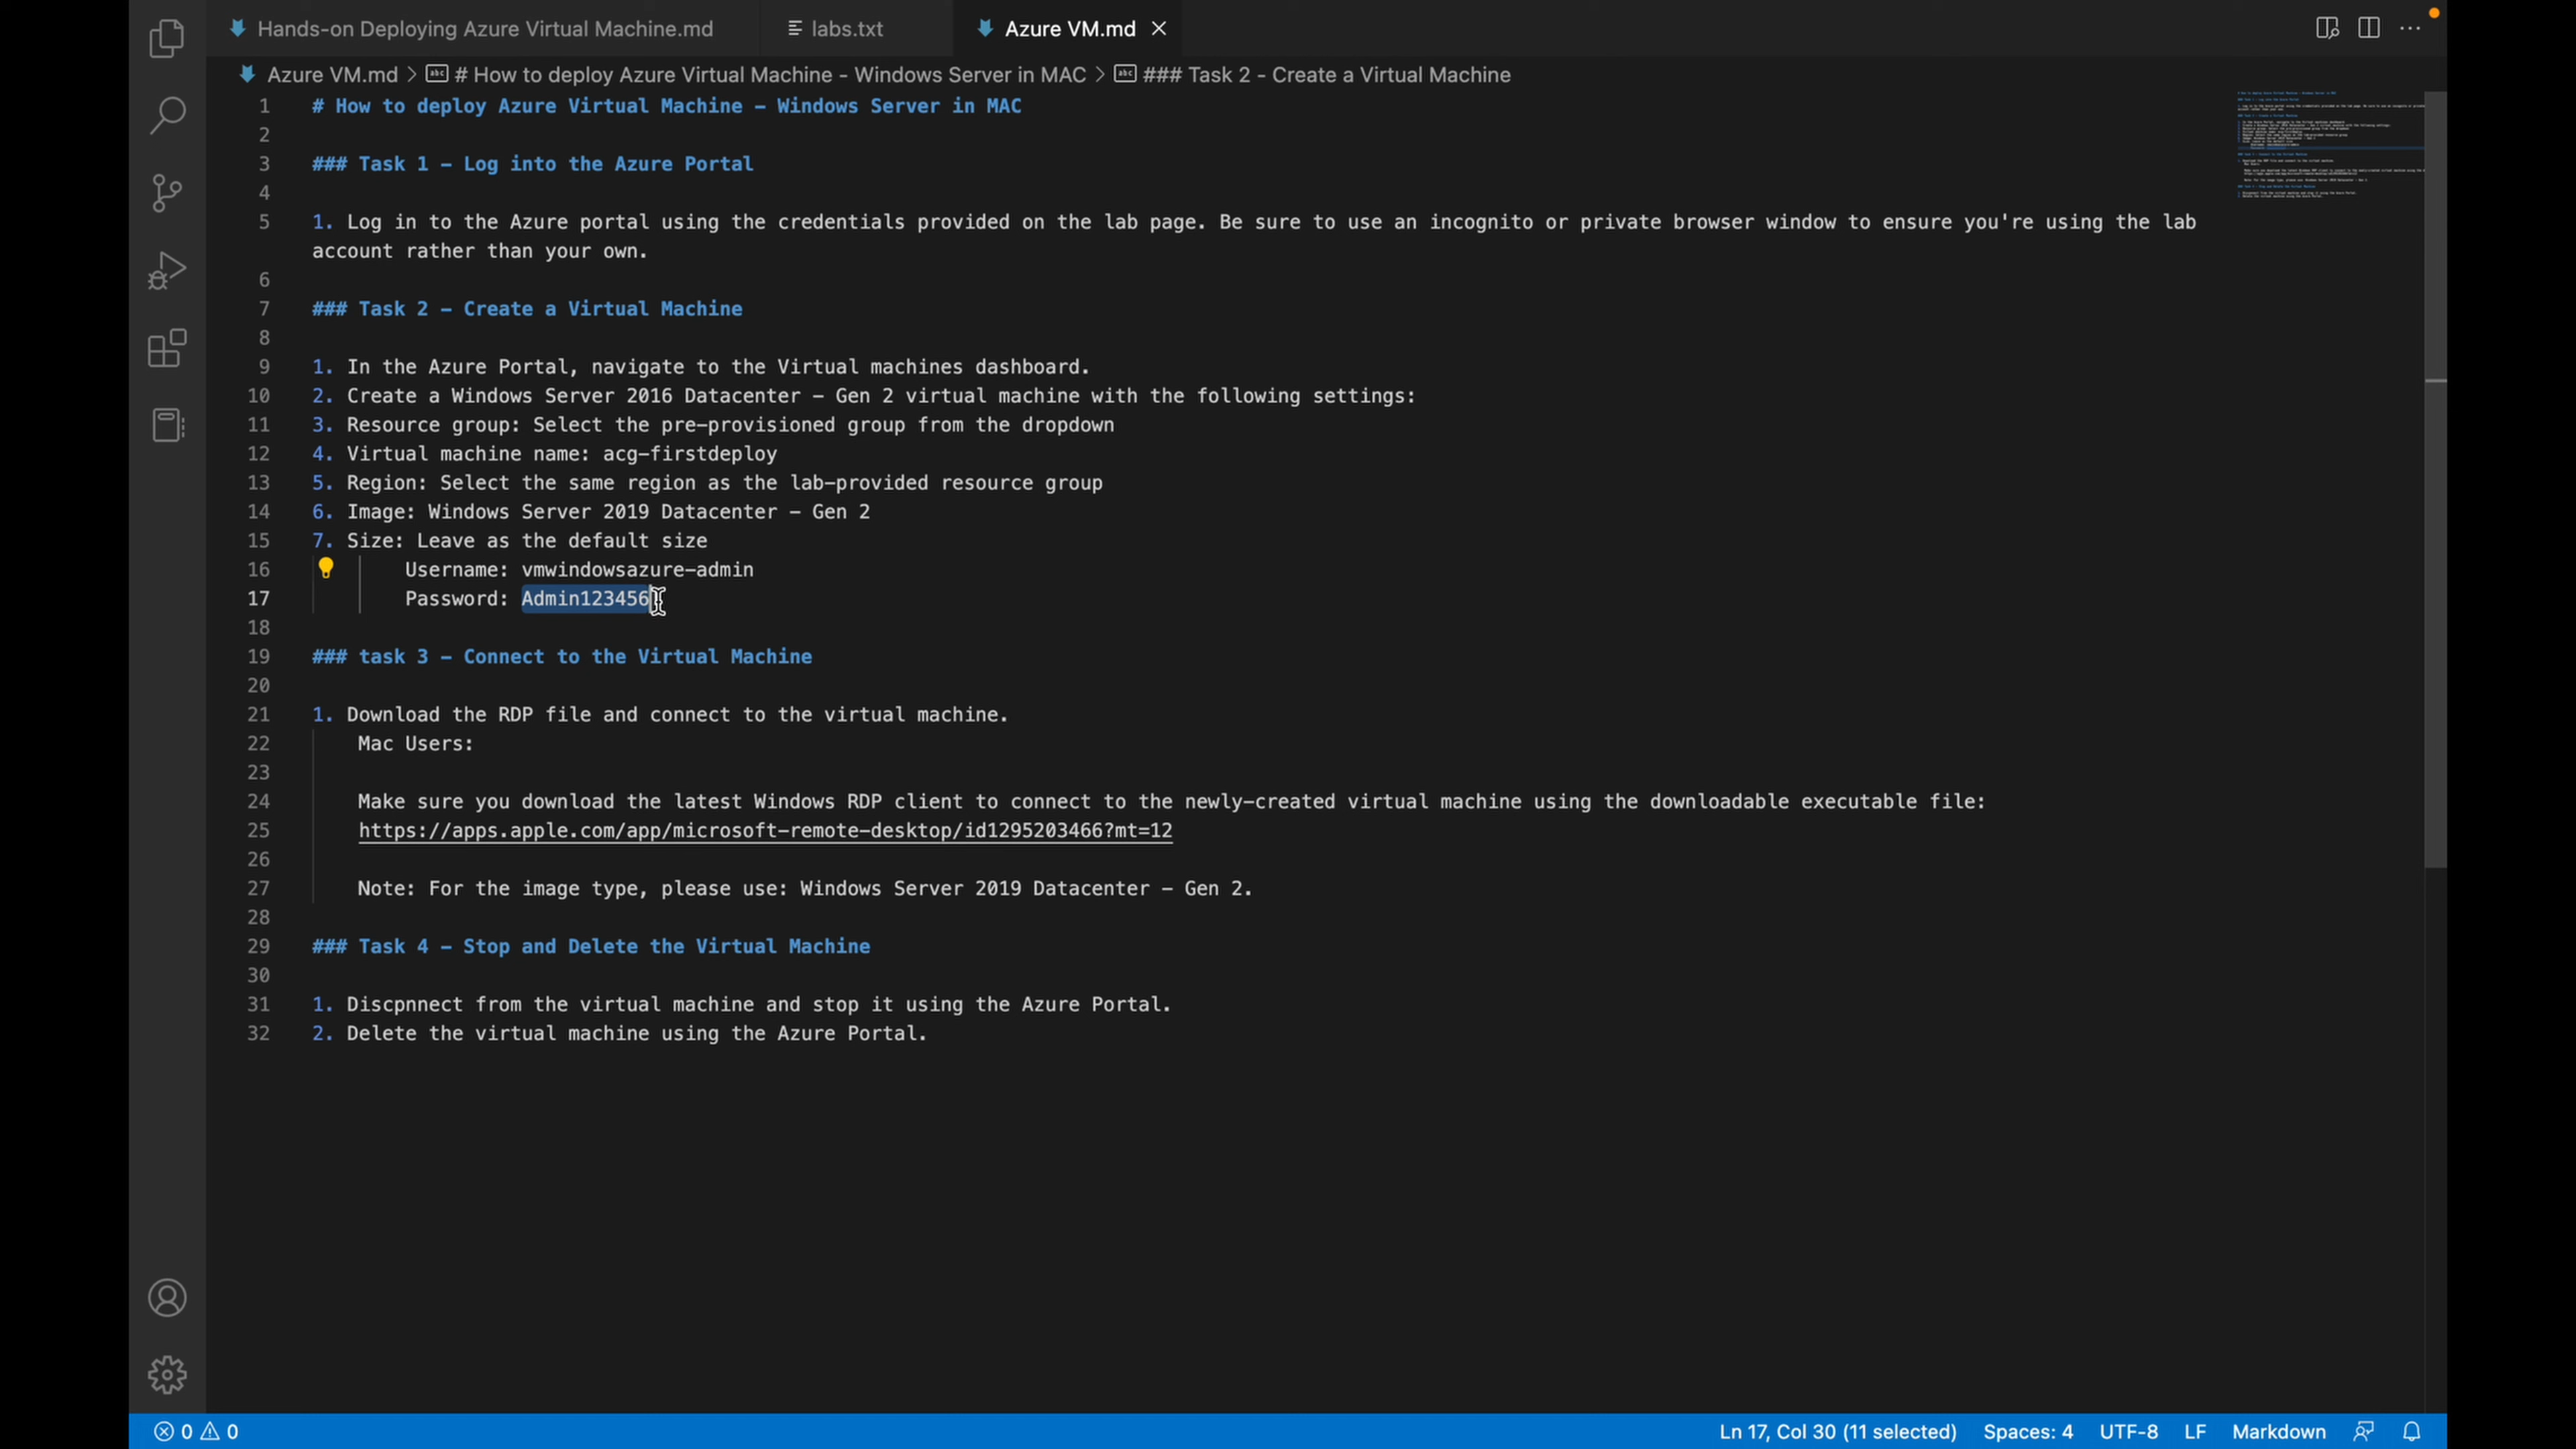 Hands-on Deploying Azure Virtual Machine.md
labs.txt
Azure VM.md
Azure VM.md > # How to deploy Azure Virtual Machine - Windows Server in MAC > ### Task 2 - Create a Virtual Machine
1 # How to deploy Azure Virtual Machine - Windows Server in MAC
2
3 ### Task 1 - Log into the Azure Portal
4
5 1. Log in to the Azure portal using the credentials provided on the lab page. Be sure to use an incognito or private browser window to ensure you're using the lab
account rather than your own.
6
7 ### Task 2 - Create a Virtual Machine
8
9 1. In the Azure Portal, navigate to the Virtual machines dashboard.
10 2. Create a Windows Server 2016 Datacenter - Gen 2 virtual machine with the following settings:
11 3. Resource group: Select the pre-provisioned group from the dropdown
12 4. Virtual machine name: acg-firstdeploy
13 5. Region: Select the same region as the lab-provided resource group
14 6. Image: Windows Server 2019 Datacenter - Gen 2
15 7. Size: Leave as the default size
16 Username: vmwindowsazure-admin
17 Password: Admin123456
18
19 ### task 3 - Connect to the Virtual Machine
20
21 1. Download the RDP file and connect to the virtual machine.
22 Mac Users:
23
24 Make sure you download the latest Windows RDP client to connect to the newly-created virtual machine using the downloadable executable file:
25 https://apps.apple.com/app/microsoft-remote-desktop/id1295203466?mt=12
26
27 Note: For the image type, please use: Windows Server 2019 Datacenter - Gen 2.
28
29 ### Task 4 - Stop and Delete the Virtual Machine
30
31 1. Discpnnect from the virtual machine and stop it using the Azure Portal.
32 2. Delete the virtual machine using the Azure Portal.
0 0
Ln 17, Col 30 (11 selected) Spaces: 4 UTF-8 LF Markdown